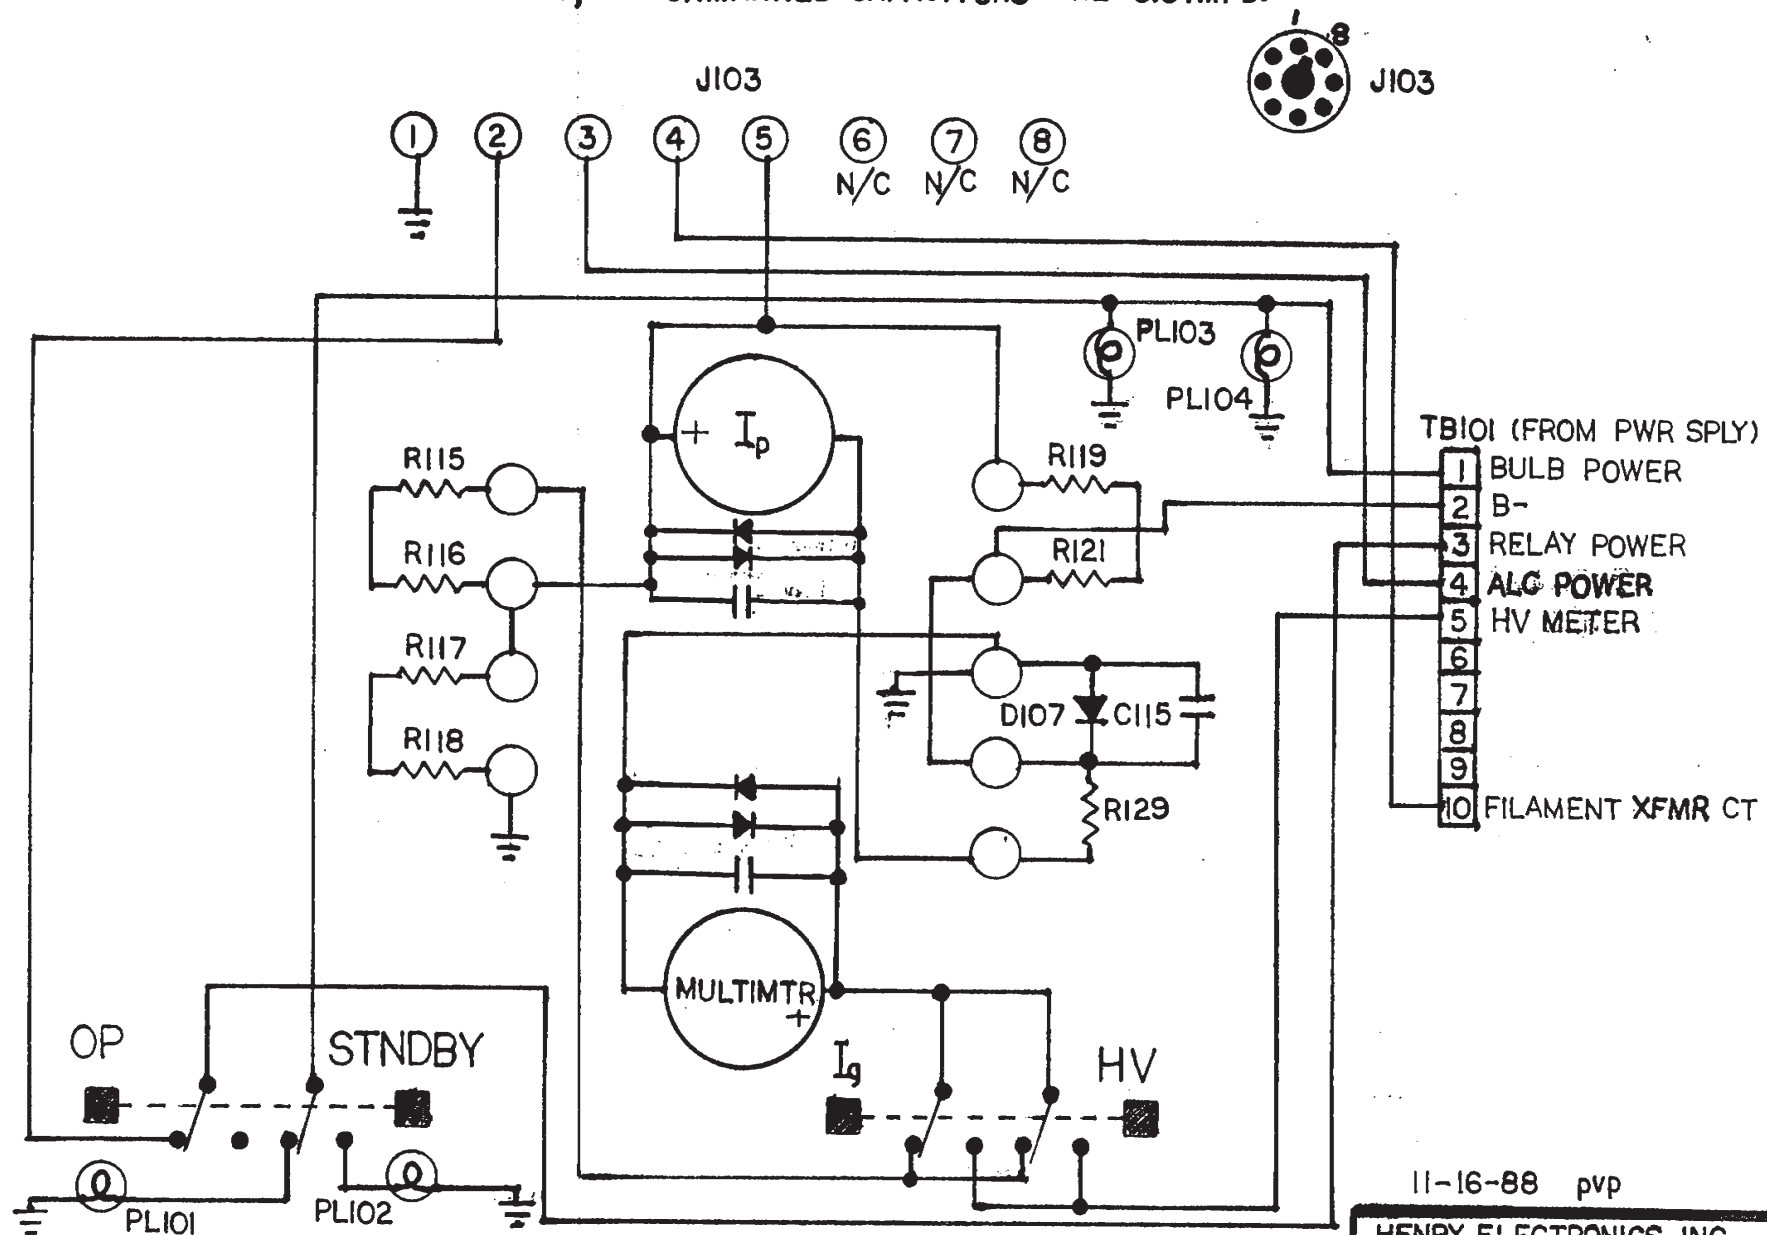 J103
1
8
J103
1 2 3 4 5 6 7 8
N/C N/C N/C
PL103
PL104
+ Ip
TB101 (FROM PWR SPLY)
1 BULB POWER
2 B-
3 RELAY POWER
4 ALC POWER
5 HV METER
6
7
8
9
10 FILAMENT XFMR CT
R115
R116
R117
R118
R119
R121
D107 C115
R129
MULTIMTR
+
OP
STNDBY
Ig
HV
PL101
PL102
11-16-88 pvp
HENRY ELECTRONICS INC